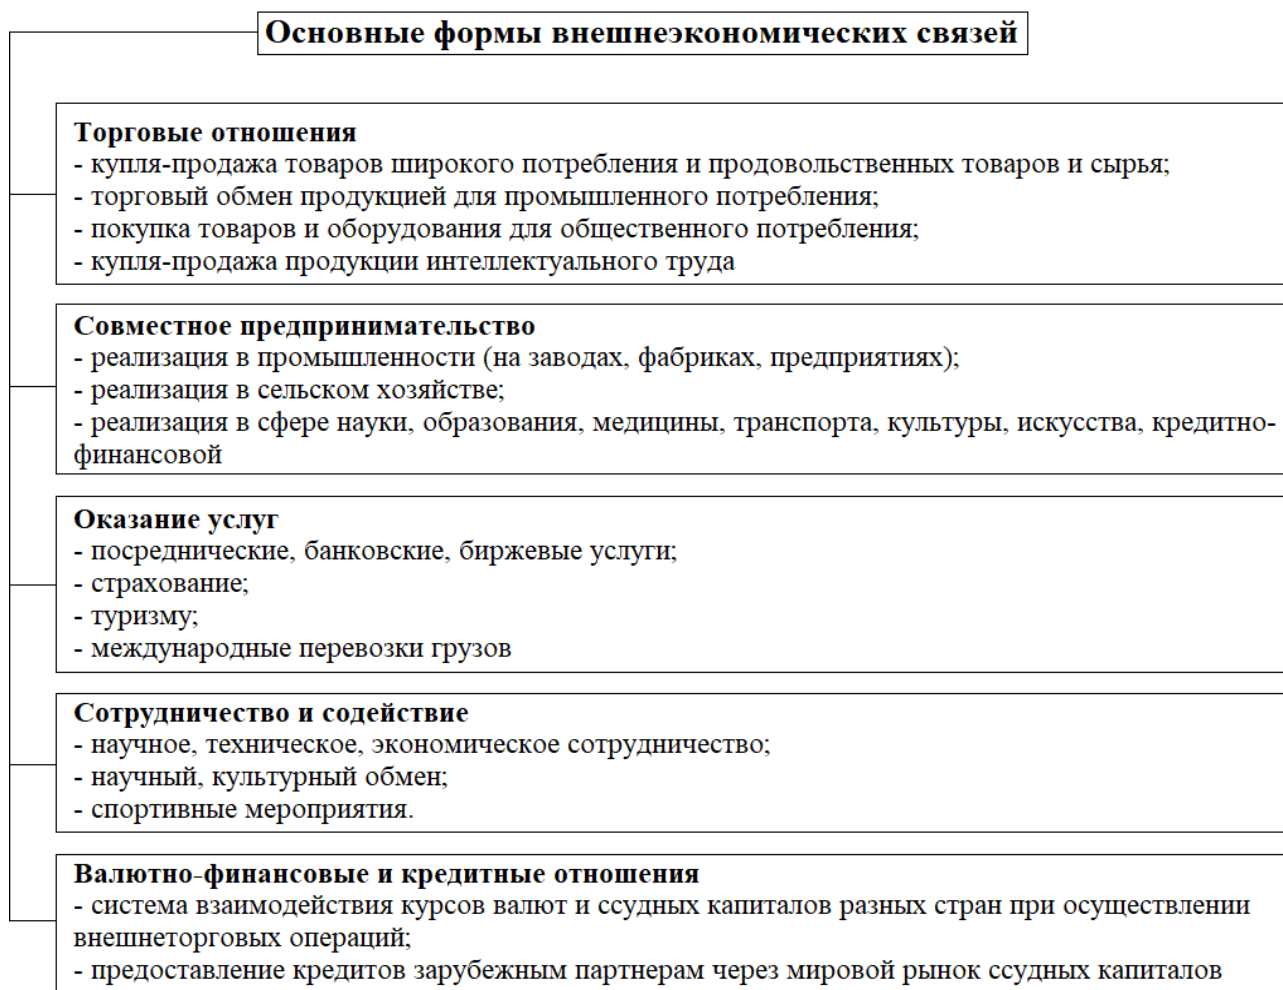 Основные формы внешнеэкономических связей
Торговые отношения
- купля-продажа товаров широкого потребления и продовольственных товаров и сырья;
- торговый обмен продукцией для промышленного потребления;
- покупка товаров и оборудования для общественного потребления;
- купля-продажа продукции интеллектуального труда
Совместное предпринимательство
- реализация в промышленности (на заводах, фабриках, предприятиях);
- реализация в сельском хозяйстве;
- реализация в сфере науки, образования, медицины, транспорта, культуры, искусства, кредитно-
финансовой
Оказание услуг
- посреднические, банковские, биржевые услуги;
- страхование;
- туризму;
- международные перевозки грузов
Сотрудничество и содействие
- научное, техническое, экономическое сотрудничество;
- научный, культурный обмен;
- спортивные мероприятия.
Валютно-финансовые и кредитные отношения
- система взаимодействия курсов валют и ссудных капиталов разных стран при осуществлении
внешнеторговых операций;
- предоставление кредитов зарубежным партнерам через мировой рынок ссудных капиталов